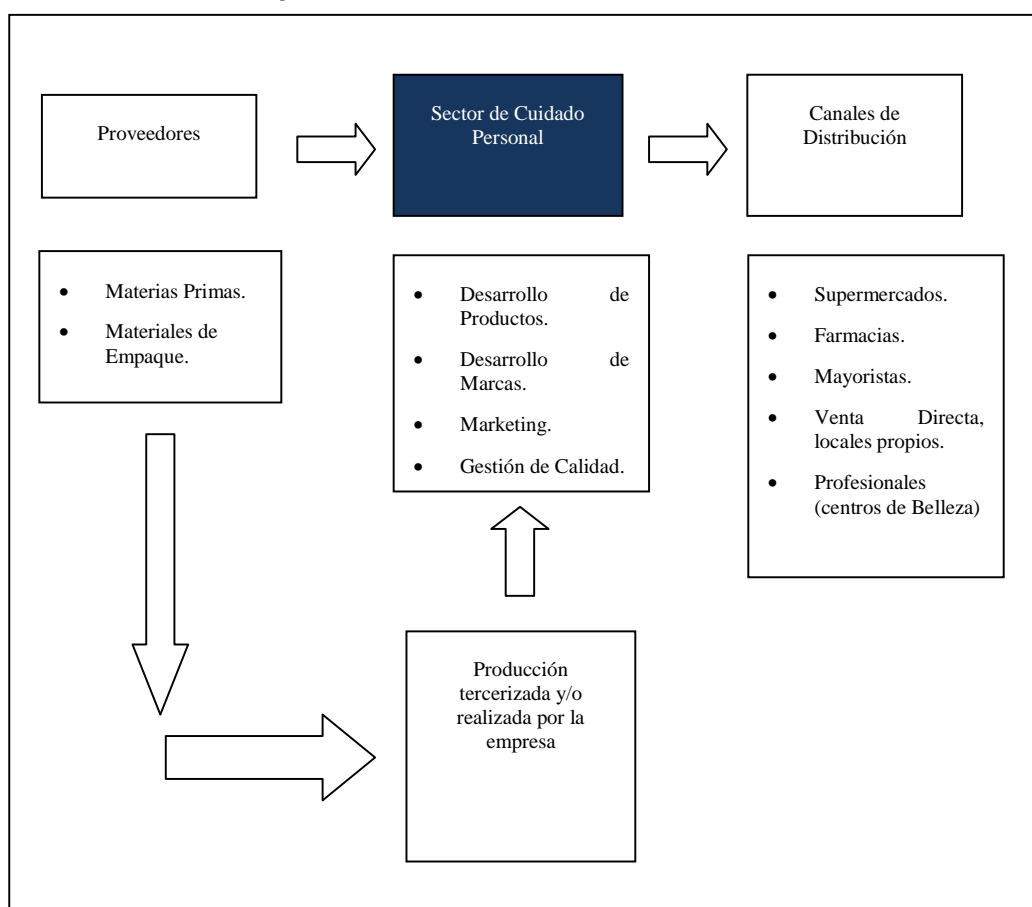 Proveedores
Sector de Cuidado
Personal
Canales de
Distribución
• Materias Primas.
• Materiales de
Empaque.
• Desarrollo de
Productos.
• Desarrollo de
Marcas.
• Marketing.
• Gestión de Calidad.
• Supermercados.
• Farmacias.
• Mayoristas.
• Venta Directa,
locales propios.
• Profesionales
(centros de Belleza)
Producción
tercerizada y/o
realizada por la
empresa